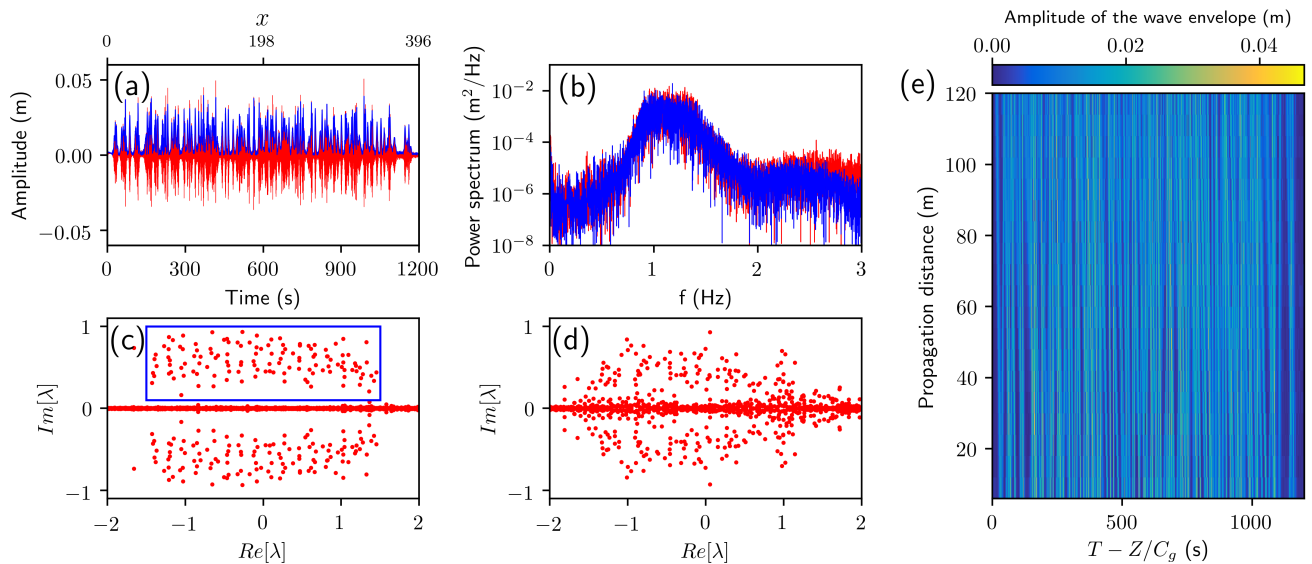 x
0 198 396
(a)
0.05
0.00
−0.05
Amplitude (m)
0 300 600 900 1200
Time (s)
(b)
10⁻²
10⁻⁴
10⁻⁶
10⁻⁸
Power spectrum (m²/Hz)
0 1 2 3
f (Hz)
(c)
1
0
−1
Im[λ]
−2 −1 0 1 2
Re[λ]
(d)
1
0
−1
Im[λ]
−2 −1 0 1 2
Re[λ]
Amplitude of the wave envelope (m)
0.00 0.02 0.04
(e)
120
100
80
60
40
20
Propagation distance (m)
0 500 1000
T − Z/C_g (s)